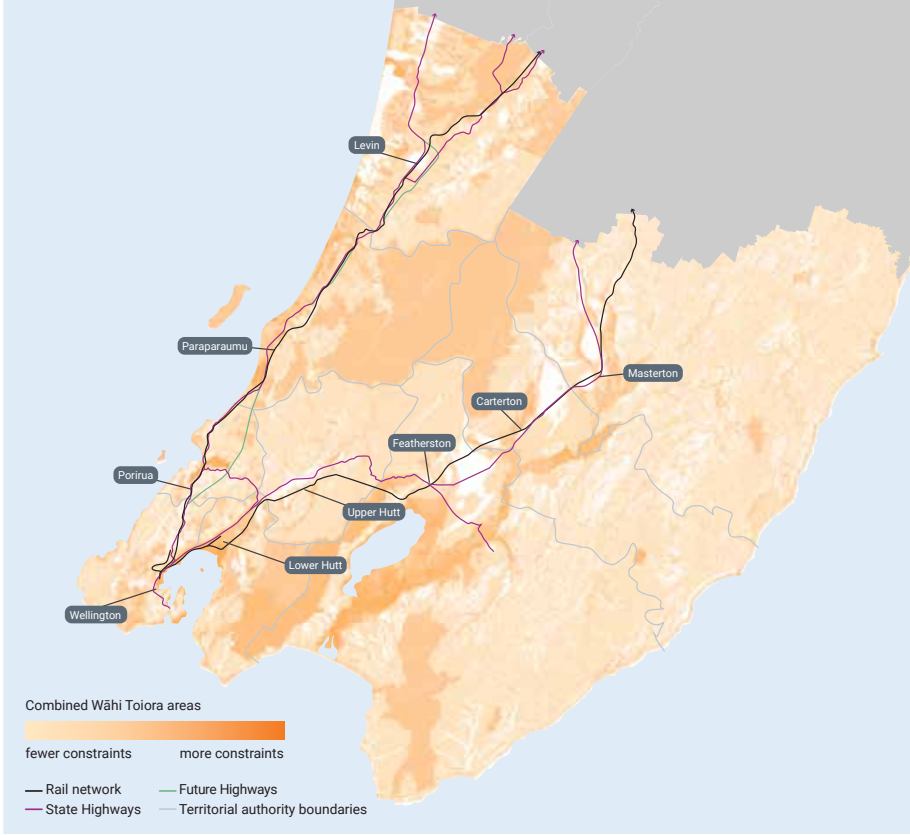 Levin
Paraparaumu
Masterton
Carterton
Featherston
Porirua
Upper Hutt
Lower Hutt
Wellington
Combined Wāhi Toiora areas
fewer constraints more constraints
Rail network Future Highways
State Highways Territorial authority boundaries